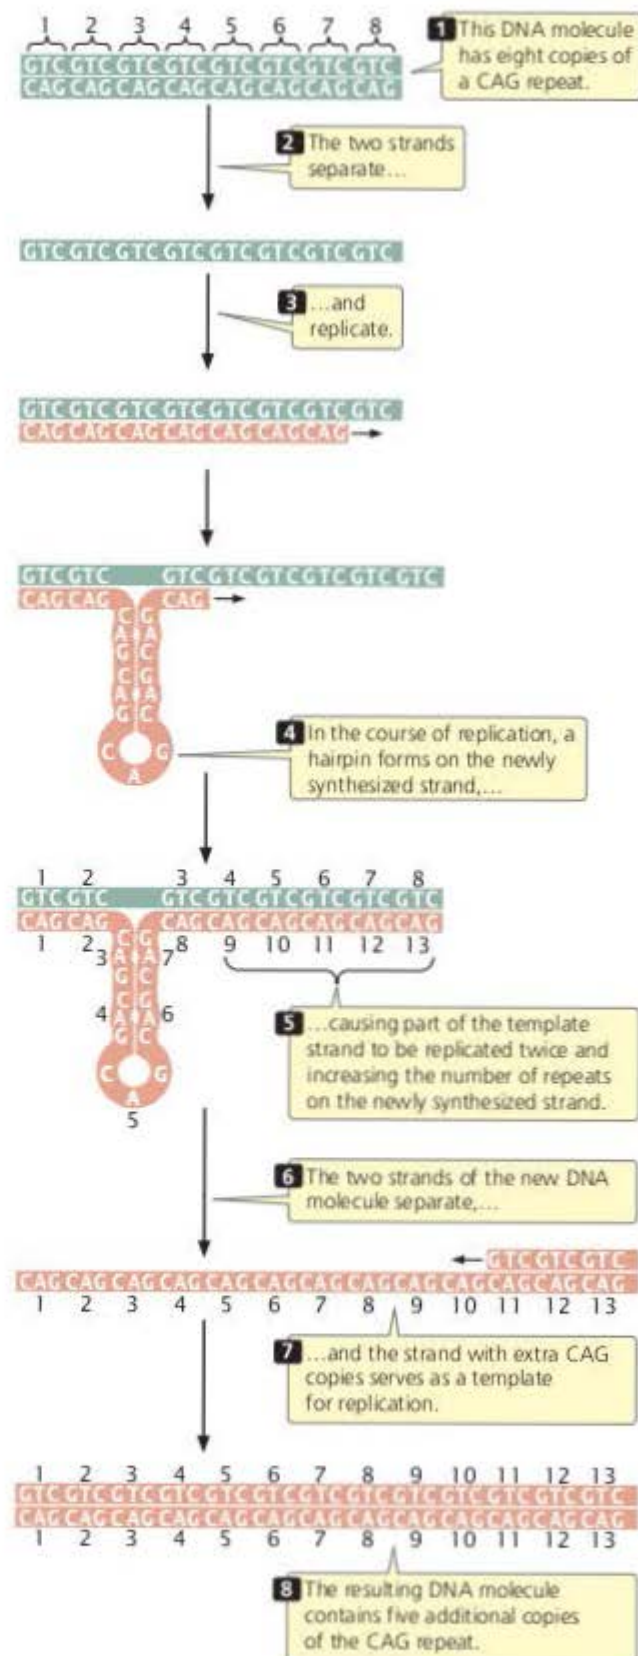 1 2 3 4 5 6 7 8
GTC GTC GTC GTC GTC GTC GTC GTC
CAG CAG CAG CAG CAG CAG CAG CAG
1 This DNA molecule
has eight copies of
a CAG repeat.
2 The two strands
separate...
GTC GTC GTC GTC GTC GTC GTC GTC
3 ...and
replicate.
GTC GTC GTC GTC GTC GTC GTC GTC
CAG CAG CAG CAG CAG CAG CAG
GTC GTC GTC GTC GTC GTC GTC GTC
CAG CAG CAG
C G
A A
G C
C G
A A
G C
C G
A
4 In the course of replication, a
hairpin forms on the newly
synthesized strand,...
1 2 3 4 5 6 7 8
GTC GTC GTC GTC GTC GTC GTC GTC
CAG CAG CAG CAG CAG CAG CAG CAG
1 2 8 9 10 11 12 13
C G
3 A A 7
G C
C G
4 A A 6
G C
C G
A
5
5 ...causing part of the template
strand to be replicated twice and
increasing the number of repeats
on the newly synthesized strand.
6 The two strands of the new DNA
molecule separate,...
GTC GTC GTC
CAG CAG CAG CAG CAG CAG CAG CAG CAG CAG CAG CAG CAG
1 2 3 4 5 6 7 8 9 10 11 12 13
7 ...and the strand with extra CAG
copies serves as a template
for replication.
1 2 3 4 5 6 7 8 9 10 11 12 13
GTC GTC GTC GTC GTC GTC GTC GTC GTC GTC GTC GTC GTC
CAG CAG CAG CAG CAG CAG CAG CAG CAG CAG CAG CAG CAG
1 2 3 4 5 6 7 8 9 10 11 12 13
8 The resulting DNA molecule
contains five additional copies
of the CAG repeat.